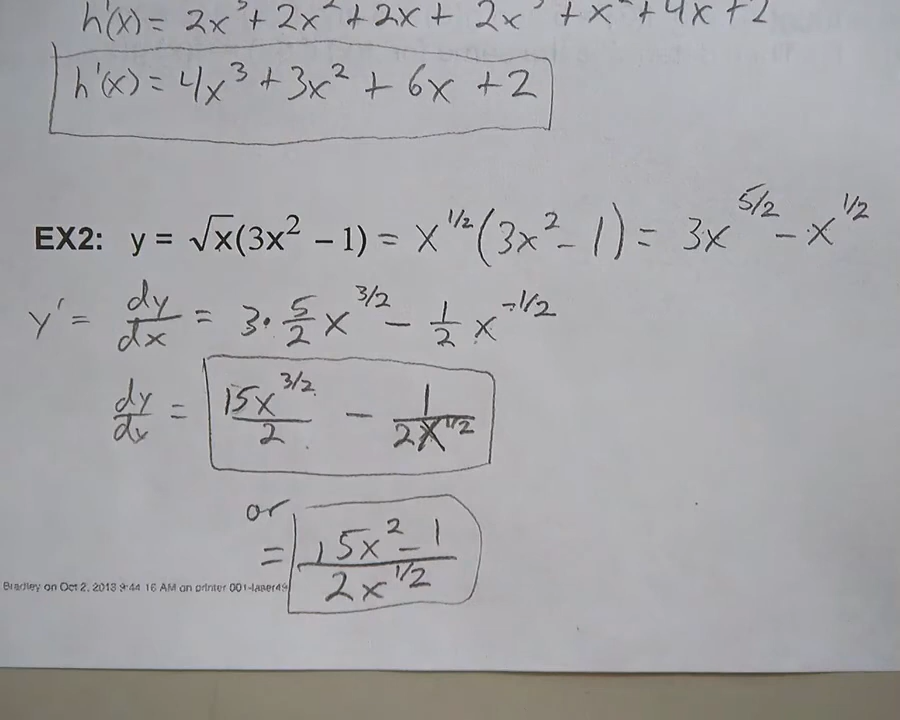 h'(x) = 2x³ + 2x² + 2x + 2x³ + x² + 4x + 2
h'(x) = 4x³ + 3x² + 6x + 2
EX2: y = √x(3x² − 1) = x^1/2 (3x² − 1) = 3x^5/2 − x^1/2
y' = dy/dx = 3 · 5/2 x^3/2 − 1/2 x^-1/2
dy/dx = 15x^3/2 / 2 − 1 / 2x^1/2
or
= 15x² − 1 / 2x^1/2
Bradley on Oct 2, 2013 9:44:16 AM on printer 001-laser49